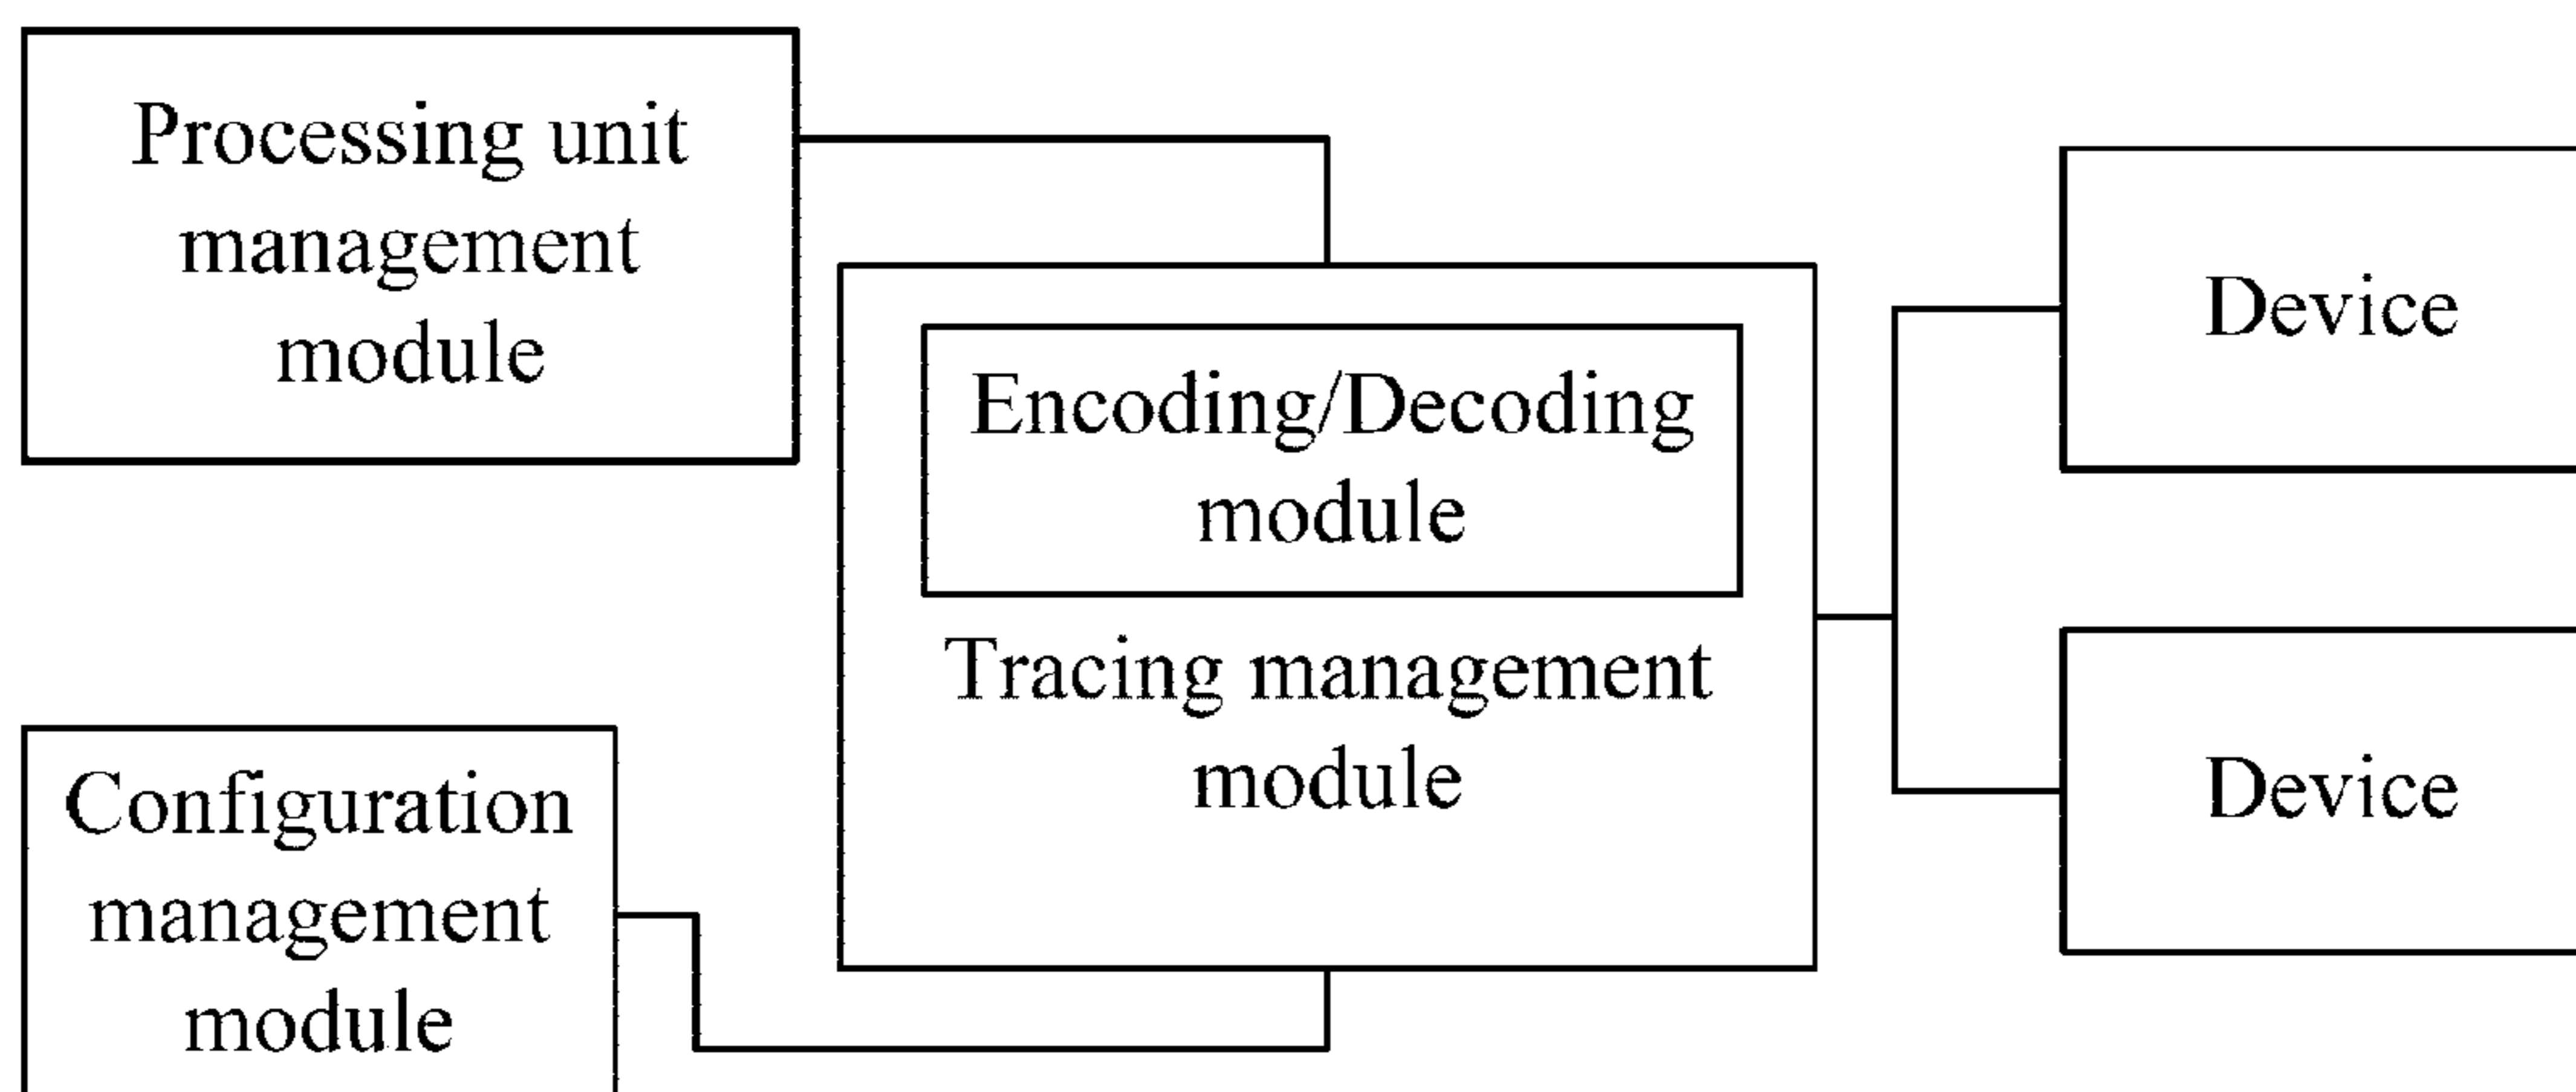 Processing unit
management
module
Encoding/Decoding
module
Tracing management
module
Device
Device
Configuration
management
module